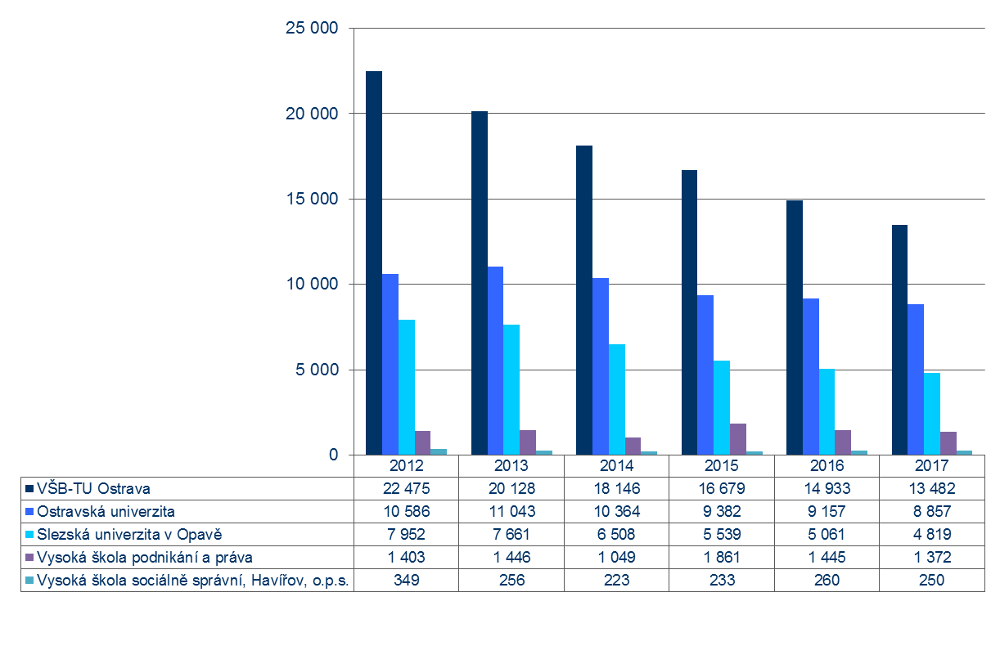 25 000
20 000
15 000
10 000
5 000
0
2012 2013 2014 2015 2016 2017
VŠB-TU Ostrava 22 475 20 128 18 146 16 679 14 933 13 482
Ostravská univerzita 10 586 11 043 10 364 9 382 9 157 8 857
Slezská univerzita v Opavě 7 952 7 661 6 508 5 539 5 061 4 819
Vysoká škola podnikání a práva 1 403 1 446 1 049 1 861 1 445 1 372
Vysoká škola sociálně správní, Havířov, o.p.s. 349 256 223 233 260 250